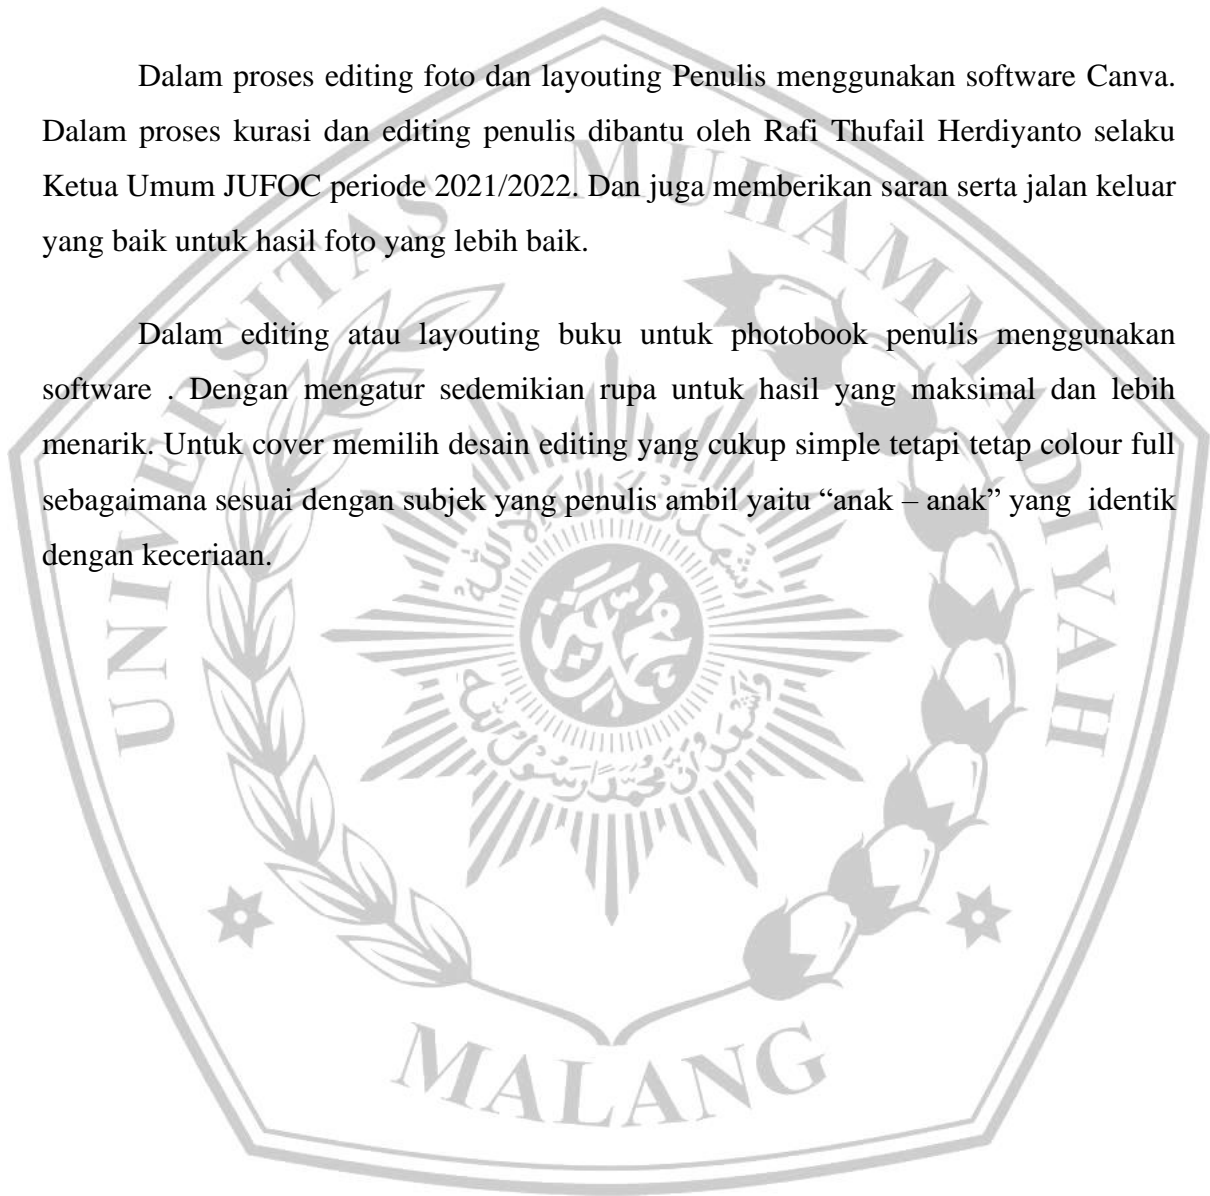 Dalam proses editing foto dan layouting Penulis menggunakan software Canva.
Dalam proses kurasi dan editing penulis dibantu oleh Rafi Thufail Herdiyanto selaku
Ketua Umum JUFOC periode 2021/2022. Dan juga memberikan saran serta jalan keluar
yang baik untuk hasil foto yang lebih baik.
Dalam editing atau layouting buku untuk photobook penulis menggunakan
software . Dengan mengatur sedemikian rupa untuk hasil yang maksimal dan lebih
menarik. Untuk cover memilih desain editing yang cukup simple tetapi tetap colour full
sebagaimana sesuai dengan subjek yang penulis ambil yaitu “anak – anak” yang  identik
dengan keceriaan.
UNIVERSITAS MUHAMMADIYAH
MALANG